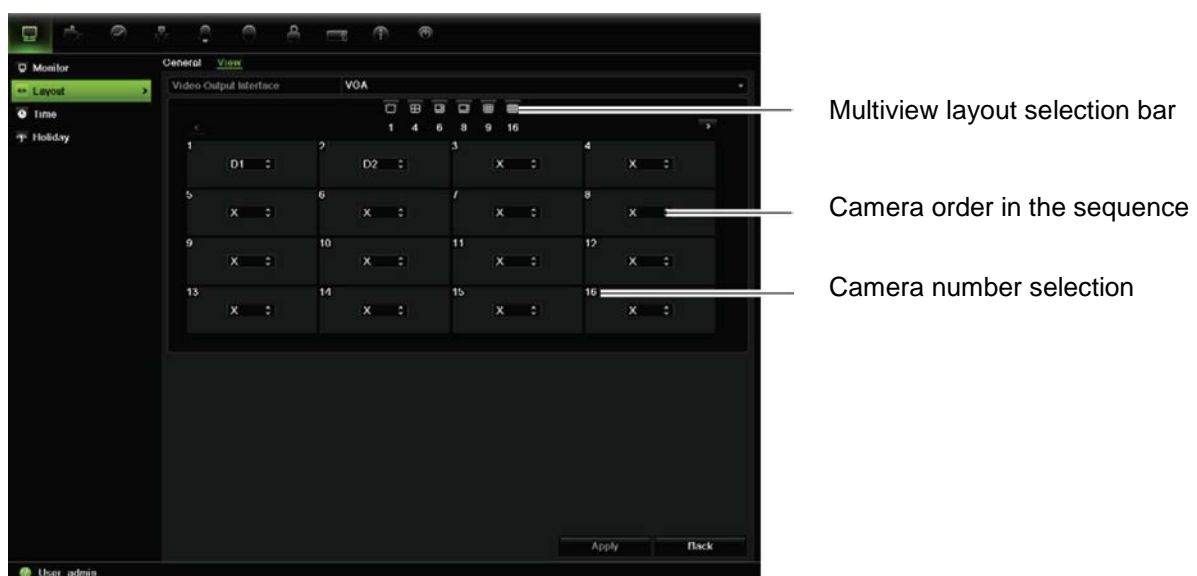 Monitor
Layout
Time
Holiday
General View
Video Output Interface VGA
1 4 6 8 9 16
1 D1
2 D2
3 X
4 X
5 X
6 X
7 X
8 X
9 X
10 X
11 X
12 X
13 X
14 X
15 X
16 X
Apply Back
User admin
Multiview layout selection bar
Camera order in the sequence
Camera number selection